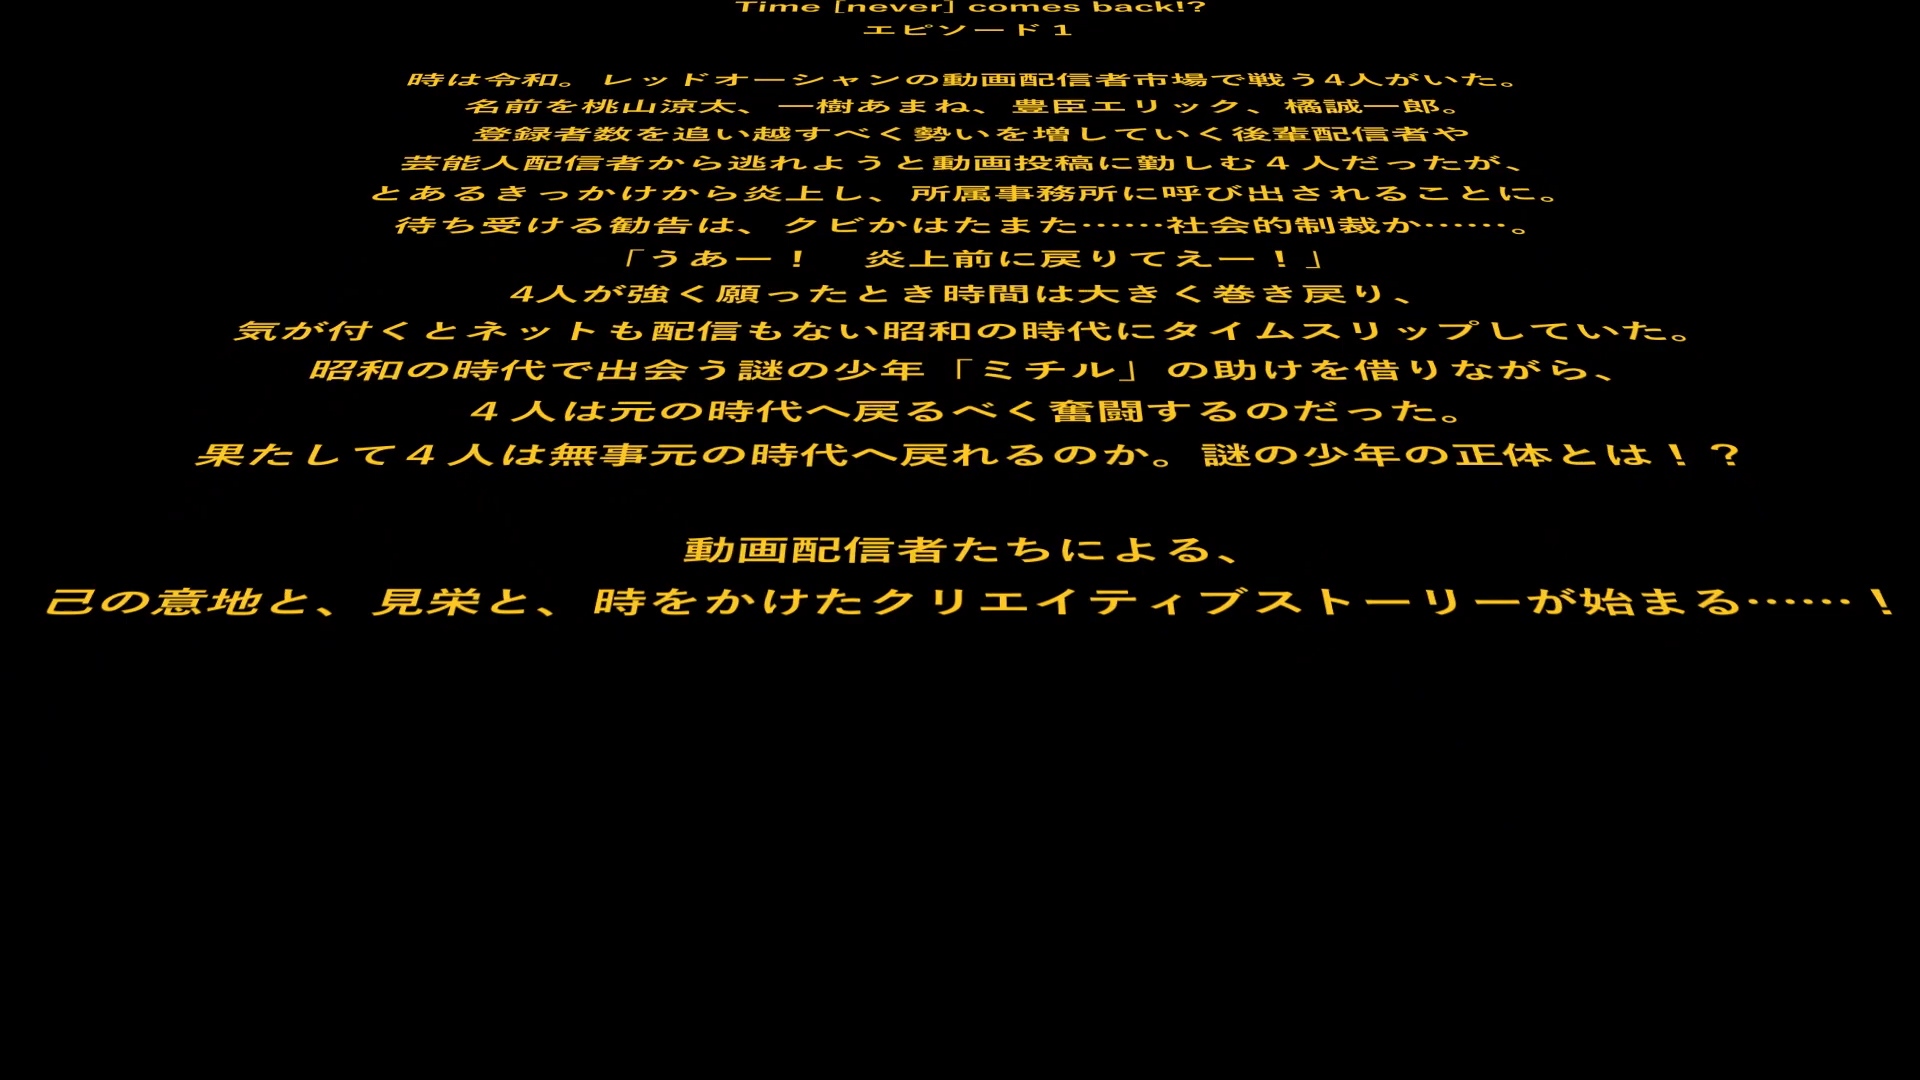 Time [never] comes back!?
エピソード 1
時は令和。 レッドオーシャンの動画配信者市場で戦う4人がいた。
名前を桃山涼太、一樹あまね、豊臣エリック、橘誠一郎。
登録者数を追い越すべく勢いを増していく後輩配信者や
芸能人配信者から逃れようと動画投稿に勤しむ４人だったが、
とあるきっかけから炎上し、所属事務所に呼び出されることに。
待ち受ける勧告は、クビかはたまた……社会的制裁か……。
「うあー！　炎上前に戻りてえー！」
4人が強く願ったとき時間は大きく巻き戻り、
気が付くとネットも配信もない昭和の時代にタイムスリップしていた。
昭和の時代で出会う謎の少年「ミチル」の助けを借りながら、
４人は元の時代へ戻るべく奮闘するのだった。
果たして４人は無事元の時代へ戻れるのか。謎の少年の正体とは！？
動画配信者たちによる、
己の意地と、見栄と、時をかけたクリエイティブストーリーが始まる……！